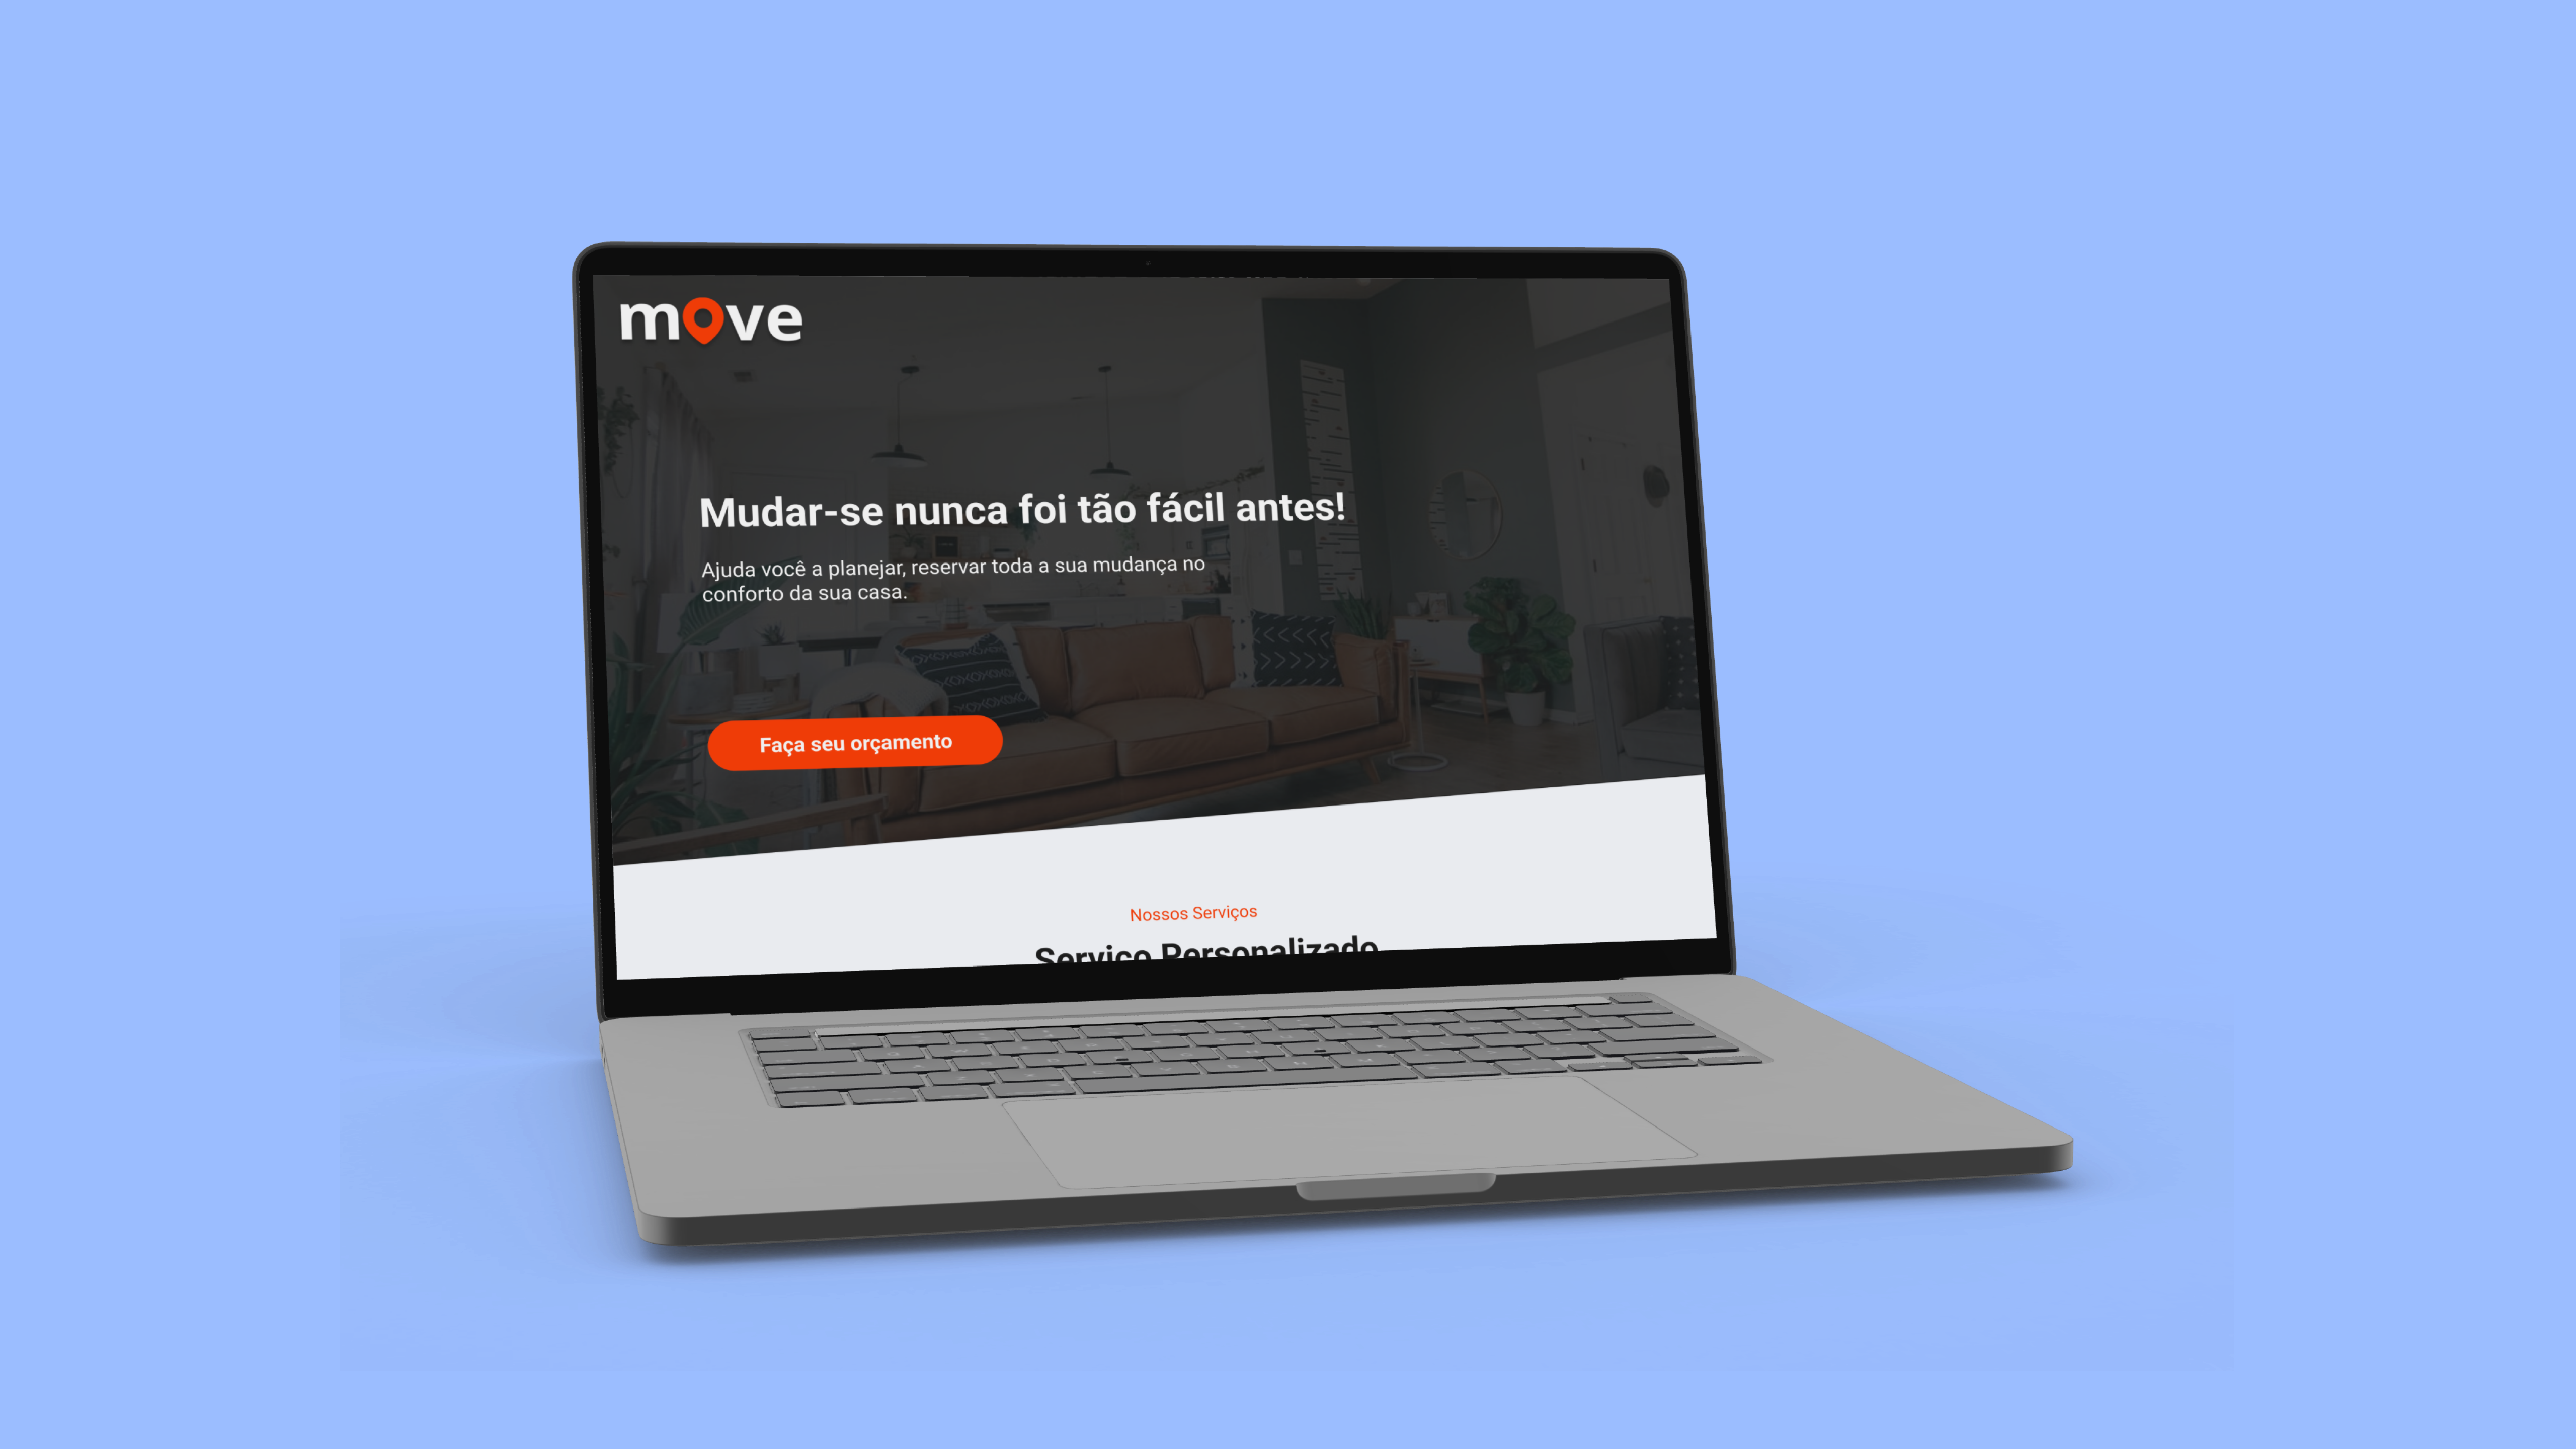 move
Mudar-se nunca foi tão fácil antes!
Ajuda você a planejar, reservar toda a sua mudança no
conforto da sua casa.
Faça seu orçamento
Nossos Serviços
Serviço Personalizado